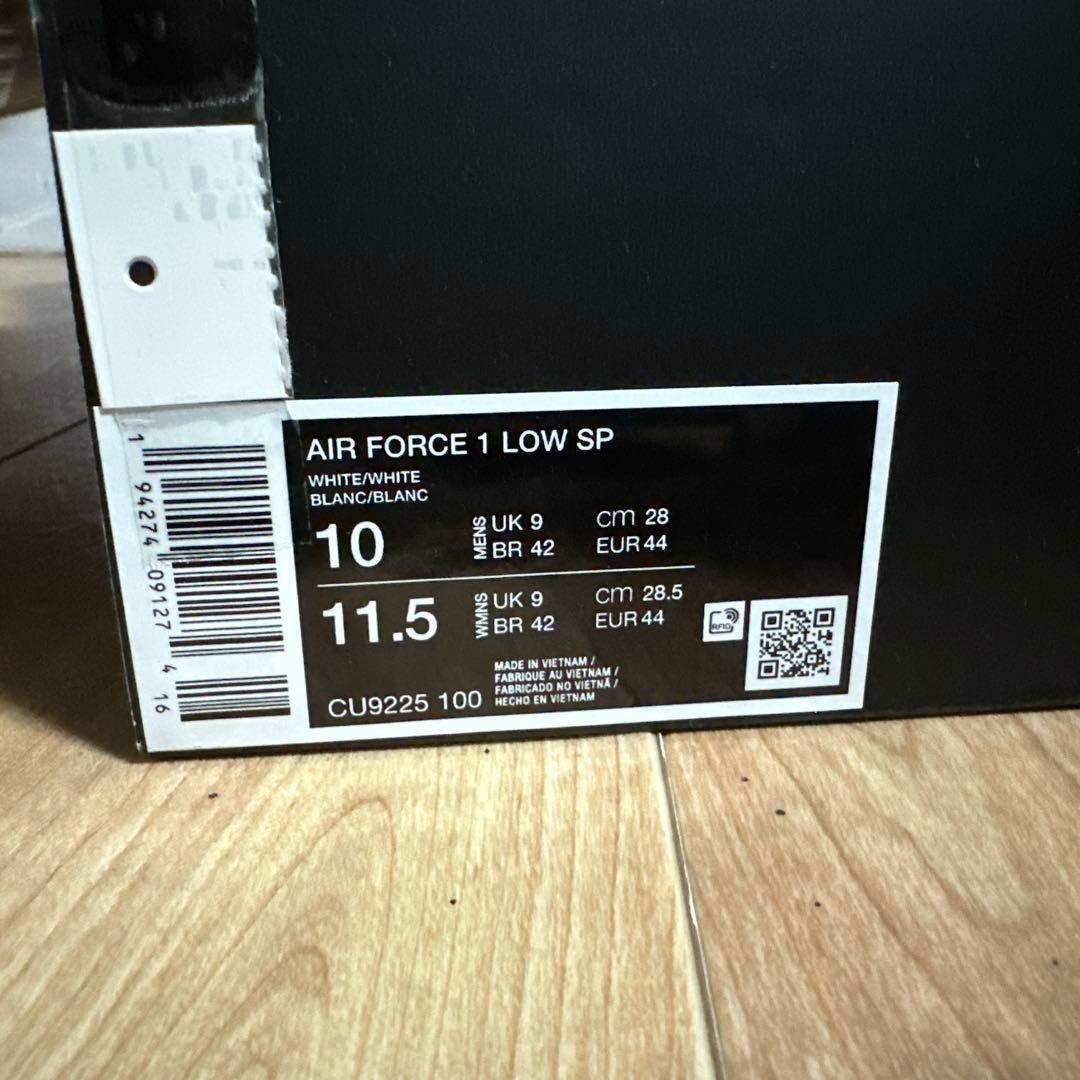 AIR FORCE 1 LOW SP
WHITE/WHITE
BLANC/BLANC
10
MENS
UK 9
cm 28
BR 42
EUR 44
11.5
WMNS
UK 9
cm 28.5
BR 42
EUR 44
RFID
MADE IN VIETNAM /
FABRIQUE AU VIETNAM /
FABRICADO NO VIETNÃ /
HECHO EN VIETNAM
CU9225 100
1 94274 09127 4 16